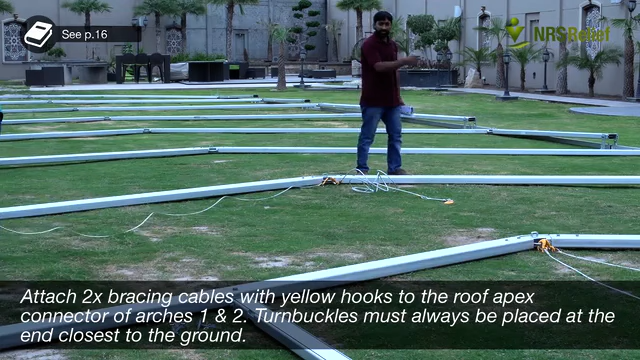 See p.16
NRS Relief
Attach 2x bracing cables with yellow hooks to the roof apex
connector of arches 1 & 2. Turnbuckles must always be placed at the
end closest to the ground.